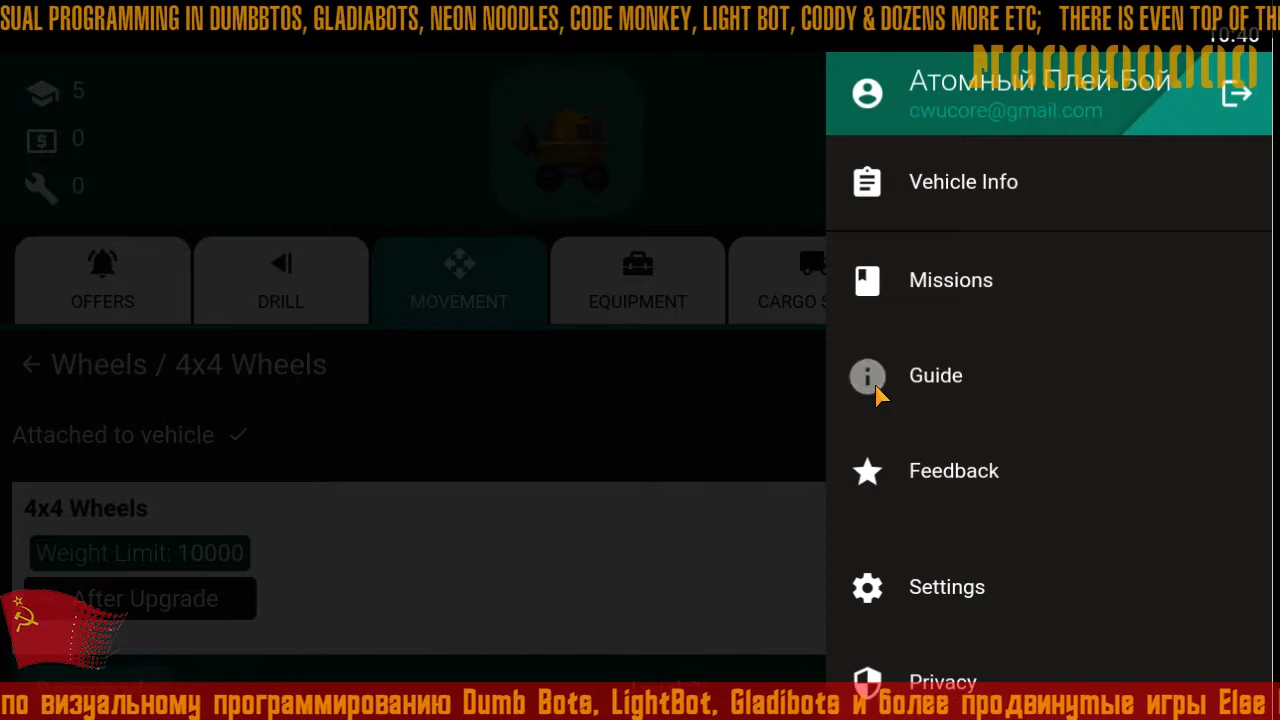 SUAL PROGRAMMING IN DUMBBTOS, GLADIABOTS, NEON NOODLES, CODE MONKEY, LIGHT BOT, CODDY & DOZENS MORE ETC; THERE IS EVEN TOP OF TH
10:40
5
Атомный Плей Бой
cwucore@gmail.com
0
0
Vehicle Info
OFFERS
DRILL
MOVEMENT
EQUIPMENT
CARGO S
Missions
Wheels / 4x4 Wheels
Guide
Attached to vehicle
Feedback
4x4 Wheels
Weight Limit: 10000
After Upgrade
Settings
Privacy
по визуальному программированию Dumb Bots, LightBot, Gladibots и более продвинутые игры Else